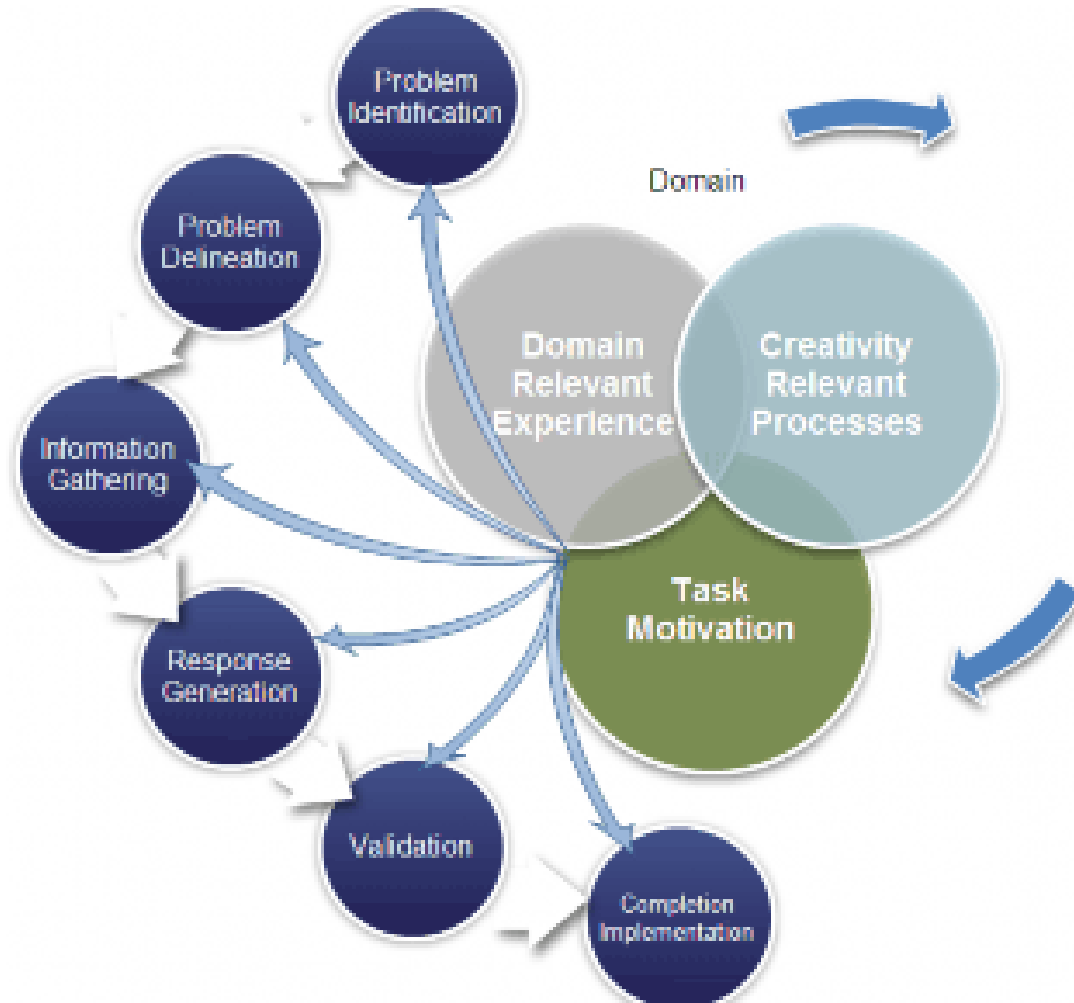 Problem
Identification
Domain
Problem
Delineation
Domain
Relevant
Experience
Creativity
Relevant
Processes
Information
Gathering
Task
Motivation
Response
Generation
Validation
Completion
Implementation